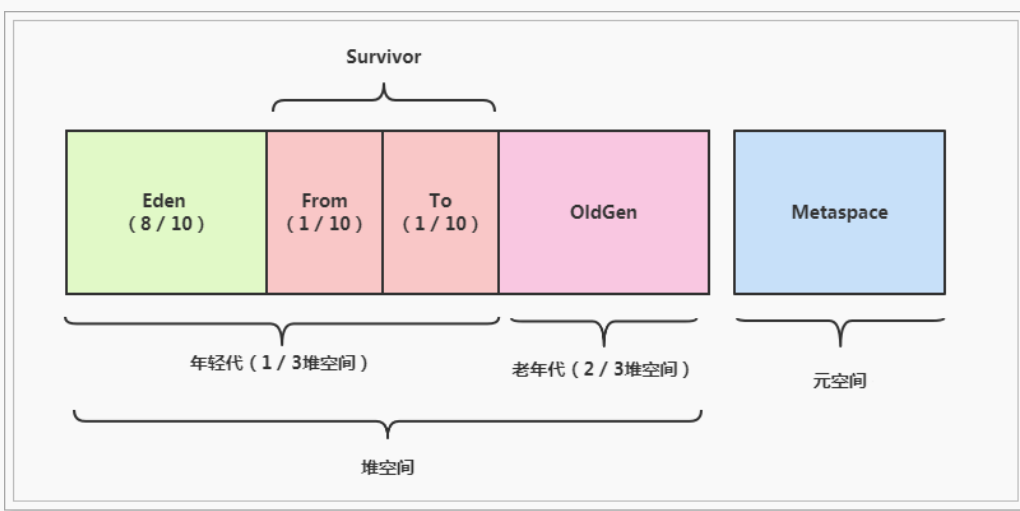 Survivor
Eden
（ 8 / 10 ）
From
（ 1 / 10 ）
To
（ 1 / 10 ）
OldGen
Metaspace
年轻代（ 1 / 3堆空间 ）
老年代（ 2 / 3堆空间 ）
元空间
堆空间